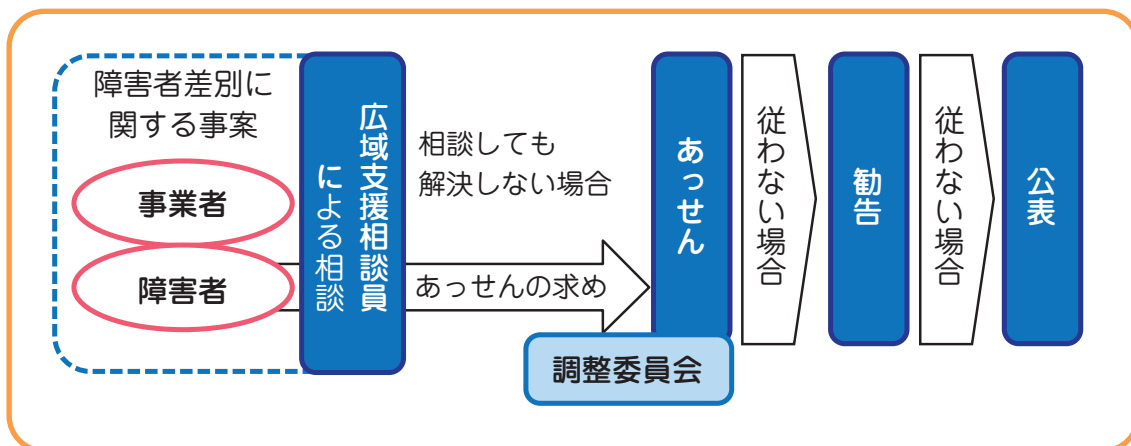 障害者差別に
関する事案
事業者
障害者
広域支援相談員
による相談
相談しても
解決しない場合
あっせんの求め
調整委員会
あっせん
従わない場合
勧告
従わない場合
公表